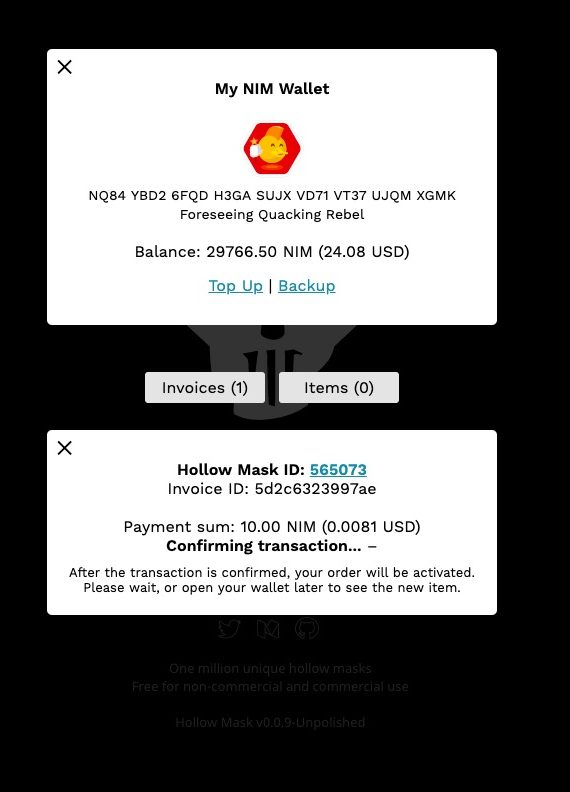 My NIM Wallet
NQ84 YBD2 6FQD H3GA SUJX VD71 VT37 UJQM XGMK
Foreseeing Quacking Rebel
Balance: 29766.50 NIM (24.08 USD)
Top Up | Backup
Invoices (1) Items (0)
Hollow Mask ID: 565073
Invoice ID: 5d2c6323997ae
Payment sum: 10.00 NIM (0.0081 USD)
Confirming transaction... –
After the transaction is confirmed, your order will be activated.
Please wait, or open your wallet later to see the new item.
One million unique hollow masks
Free for non-commercial and commercial use
Hollow Mask v0.0.9-Unpolished